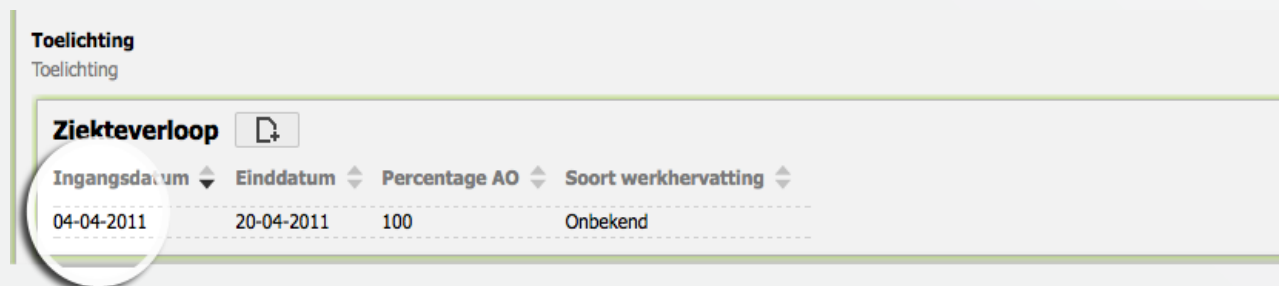 Toelichting
Toelichting
Ziekteverloop
Ingangsdatum Einddatum Percentage AO Soort werkhervatting
04-04-2011 20-04-2011 100 Onbekend